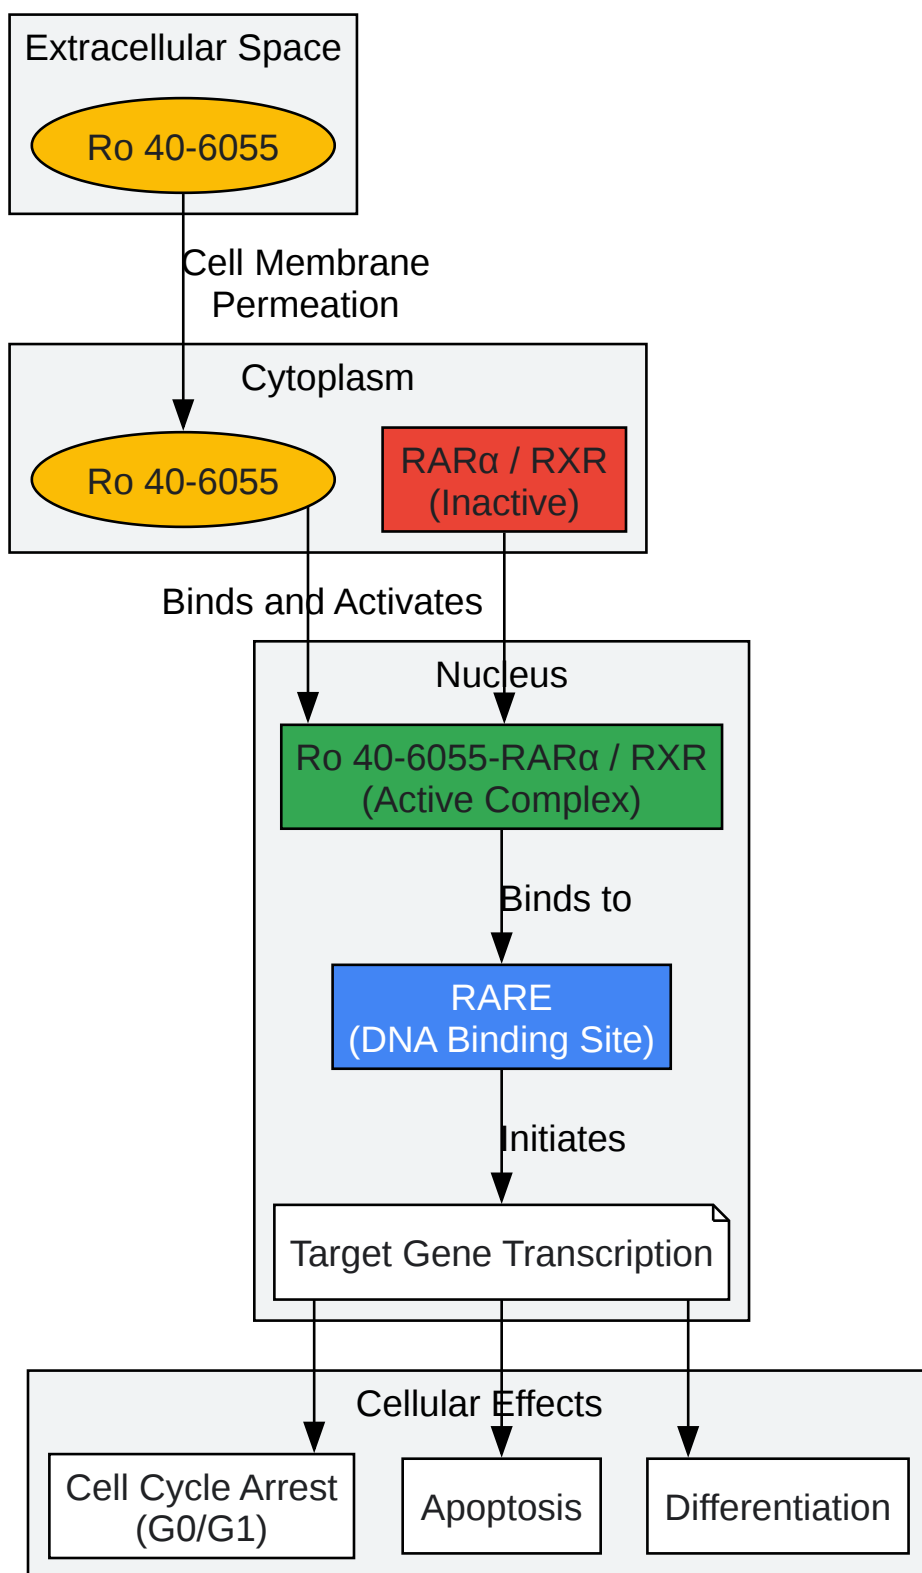 Extracellular Space
Ro 40-6055
Cell Membrane
Permeation
Cytoplasm
Ro 40-6055
RARα / RXR
(Inactive)
Binds and Activates
Nucleus
Ro 40-6055-RARα / RXR
(Active Complex)
Binds to
RARE
(DNA Binding Site)
Initiates
Target Gene Transcription
Cellular Effects
Cell Cycle Arrest
(G0/G1)
Apoptosis
Differentiation